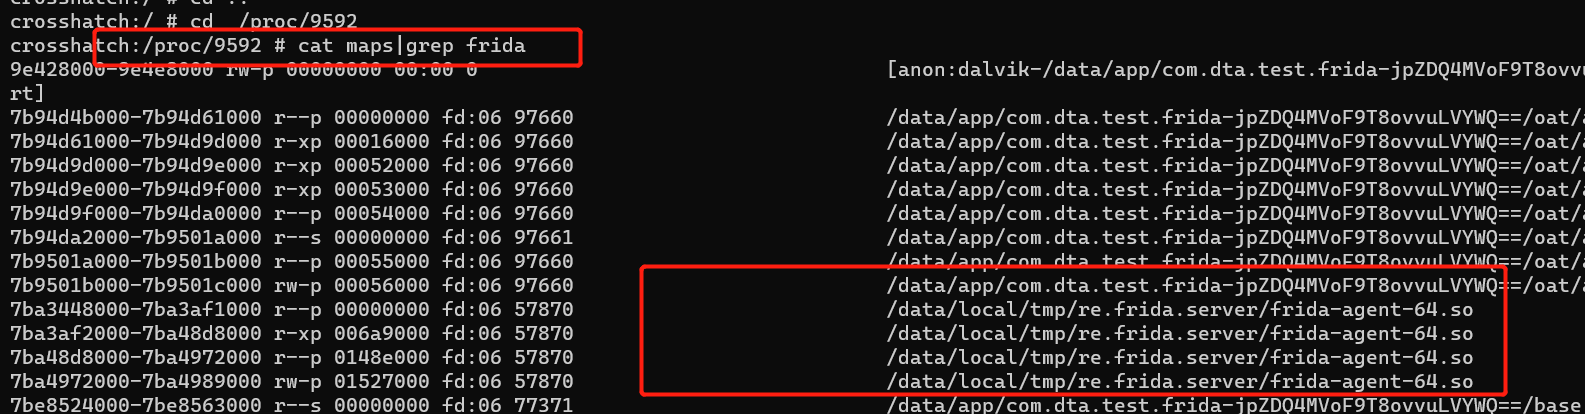 crosshatch:/ # cd ..
crosshatch:/ # cd  /proc/9592
crosshatch:/proc/9592 # cat maps|grep frida
9e428000-9e4e8000 rw-p 00000000 00:00 0 [anon:dalvik-/data/app/com.dta.test.frida-jpZDQ4MVoF9T8ovvu
rt]
7b94d4b000-7b94d61000 r--p 00000000 fd:06 97660 /data/app/com.dta.test.frida-jpZDQ4MVoF9T8ovvuLVYWQ==/oat/a
7b94d61000-7b94d9d000 r-xp 00016000 fd:06 97660 /data/app/com.dta.test.frida-jpZDQ4MVoF9T8ovvuLVYWQ==/oat/a
7b94d9d000-7b94d9e000 r-xp 00052000 fd:06 97660 /data/app/com.dta.test.frida-jpZDQ4MVoF9T8ovvuLVYWQ==/oat/a
7b94d9e000-7b94d9f000 r-xp 00053000 fd:06 97660 /data/app/com.dta.test.frida-jpZDQ4MVoF9T8ovvuLVYWQ==/oat/a
7b94d9f000-7b94da0000 r--p 00054000 fd:06 97660 /data/app/com.dta.test.frida-jpZDQ4MVoF9T8ovvuLVYWQ==/oat/a
7b94da2000-7b9501a000 r--s 00000000 fd:06 97661 /data/app/com.dta.test.frida-jpZDQ4MVoF9T8ovvuLVYWQ==/oat/a
7b9501a000-7b9501b000 r--p 00055000 fd:06 97660 /data/app/com.dta.test.frida-jpZDQ4MVoF9T8ovvuLVYWQ==/oat/a
7b9501b000-7b9501c000 rw-p 00056000 fd:06 97660 /data/app/com.dta.test.frida-jpZDQ4MVoF9T8ovvuLVYWQ==/oat/a
7ba3448000-7ba3af1000 r--p 00000000 fd:06 57870 /data/local/tmp/re.frida.server/frida-agent-64.so
7ba3af2000-7ba48d8000 r-xp 006a9000 fd:06 57870 /data/local/tmp/re.frida.server/frida-agent-64.so
7ba48d8000-7ba4972000 r--p 0148e000 fd:06 57870 /data/local/tmp/re.frida.server/frida-agent-64.so
7ba4972000-7ba4989000 rw-p 01527000 fd:06 57870 /data/local/tmp/re.frida.server/frida-agent-64.so
7be8524000-7be8563000 r--s 00000000 fd:06 77371 /data/app/com.dta.test.frida-jpZDQ4MVoF9T8ovvuLVYWQ==/base